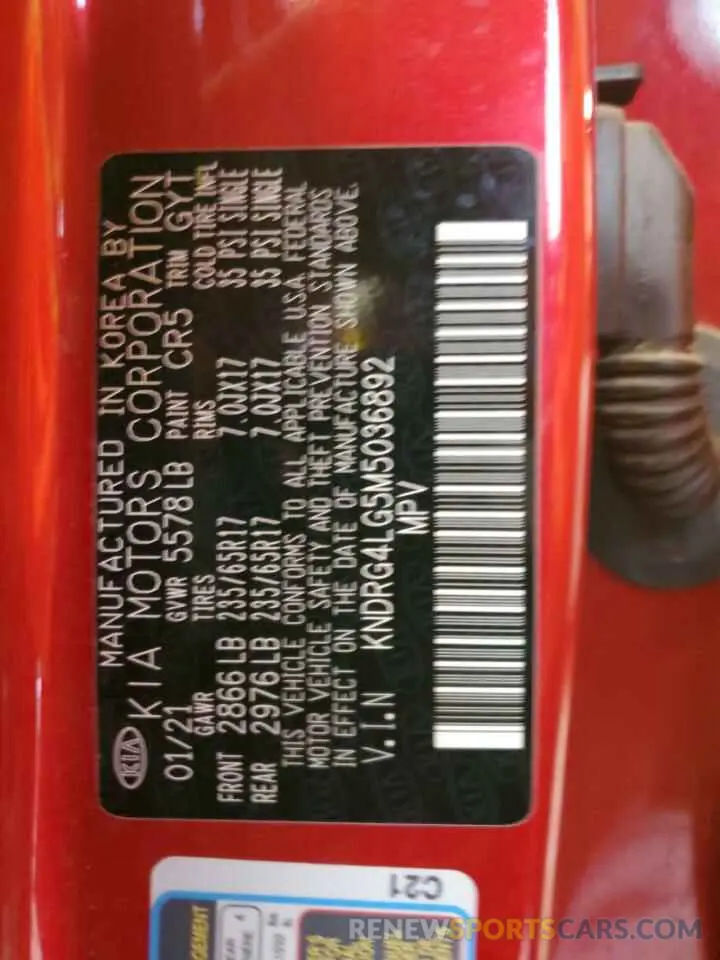 MANUFACTURED IN KOREA BY
KIA KIA MOTORS CORPORATION
01/21 GVWR 5578LB PAINT CR5 TRIM GYT
GAWR TIRES RIMS COLD TIRE INFL
FRONT 2866LB 235/65R17 7.0JX17 35 PSI SINGLE
REAR 2976LB 235/65R17 7.0JX17 35 PSI SINGLE
THIS VEHICLE CONFORMS TO ALL APPLICABLE U.S.A. FEDERAL
MOTOR VEHICLE SAFETY AND THEFT PREVENTION STANDARDS
IN EFFECT ON THE DATE OF MANUFACTURE SHOWN ABOVE.
V.I.N KNDRG4LG5M5036892
MPV
C21
RENEWSPORTSCARS.COM